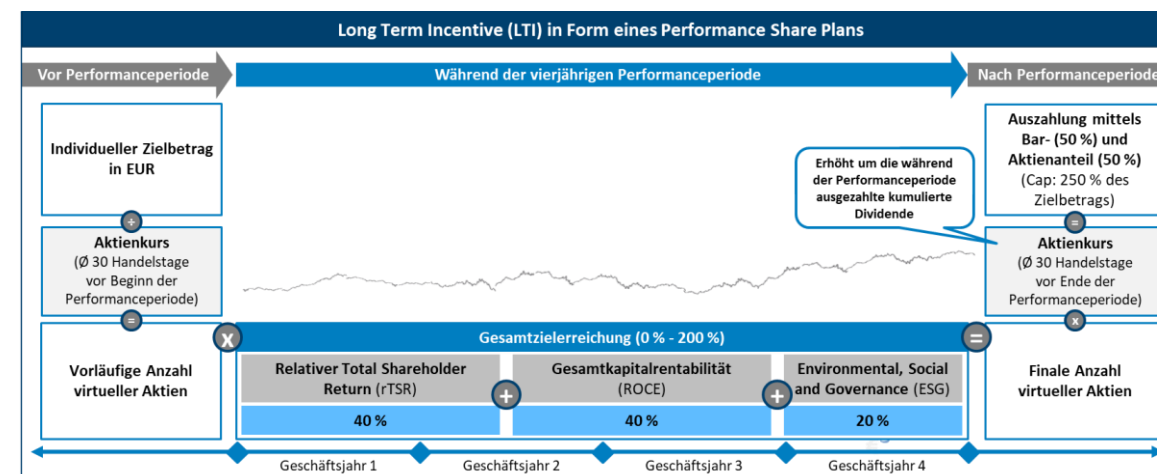 Long Term Incentive (LTI) in Form eines Performance Share Plans
Vor Performanceperiode
Während der vierjährigen Performanceperiode
Nach Performanceperiode
Individueller Zielbetrag
in EUR
÷
Aktienkurs
(Ø 30 Handelstage
vor Beginn der
Performanceperiode)
=
Vorläufige Anzahl
virtueller Aktien
x
Erhöht um die während
der Performanceperiode
ausgezahlte kumulierte
Dividende
Gesamtzielerreichung (0 % - 200 %)
Relativer Total Shareholder
Return (rTSR)
40 %
+
Gesamtkapitalrentabilität
(ROCE)
40 %
+
Environmental, Social
and Governance (ESG)
20 %
=
Auszahlung mittels
Bar- (50 %) und
Aktienanteil (50 %)
(Cap: 250 % des
Zielbetrags)
=
Aktienkurs
(Ø 30 Handelstage
vor Ende der
Performanceperiode)
x
Finale Anzahl
virtueller Aktien
Geschäftsjahr 1
Geschäftsjahr 2
Geschäftsjahr 3
Geschäftsjahr 4